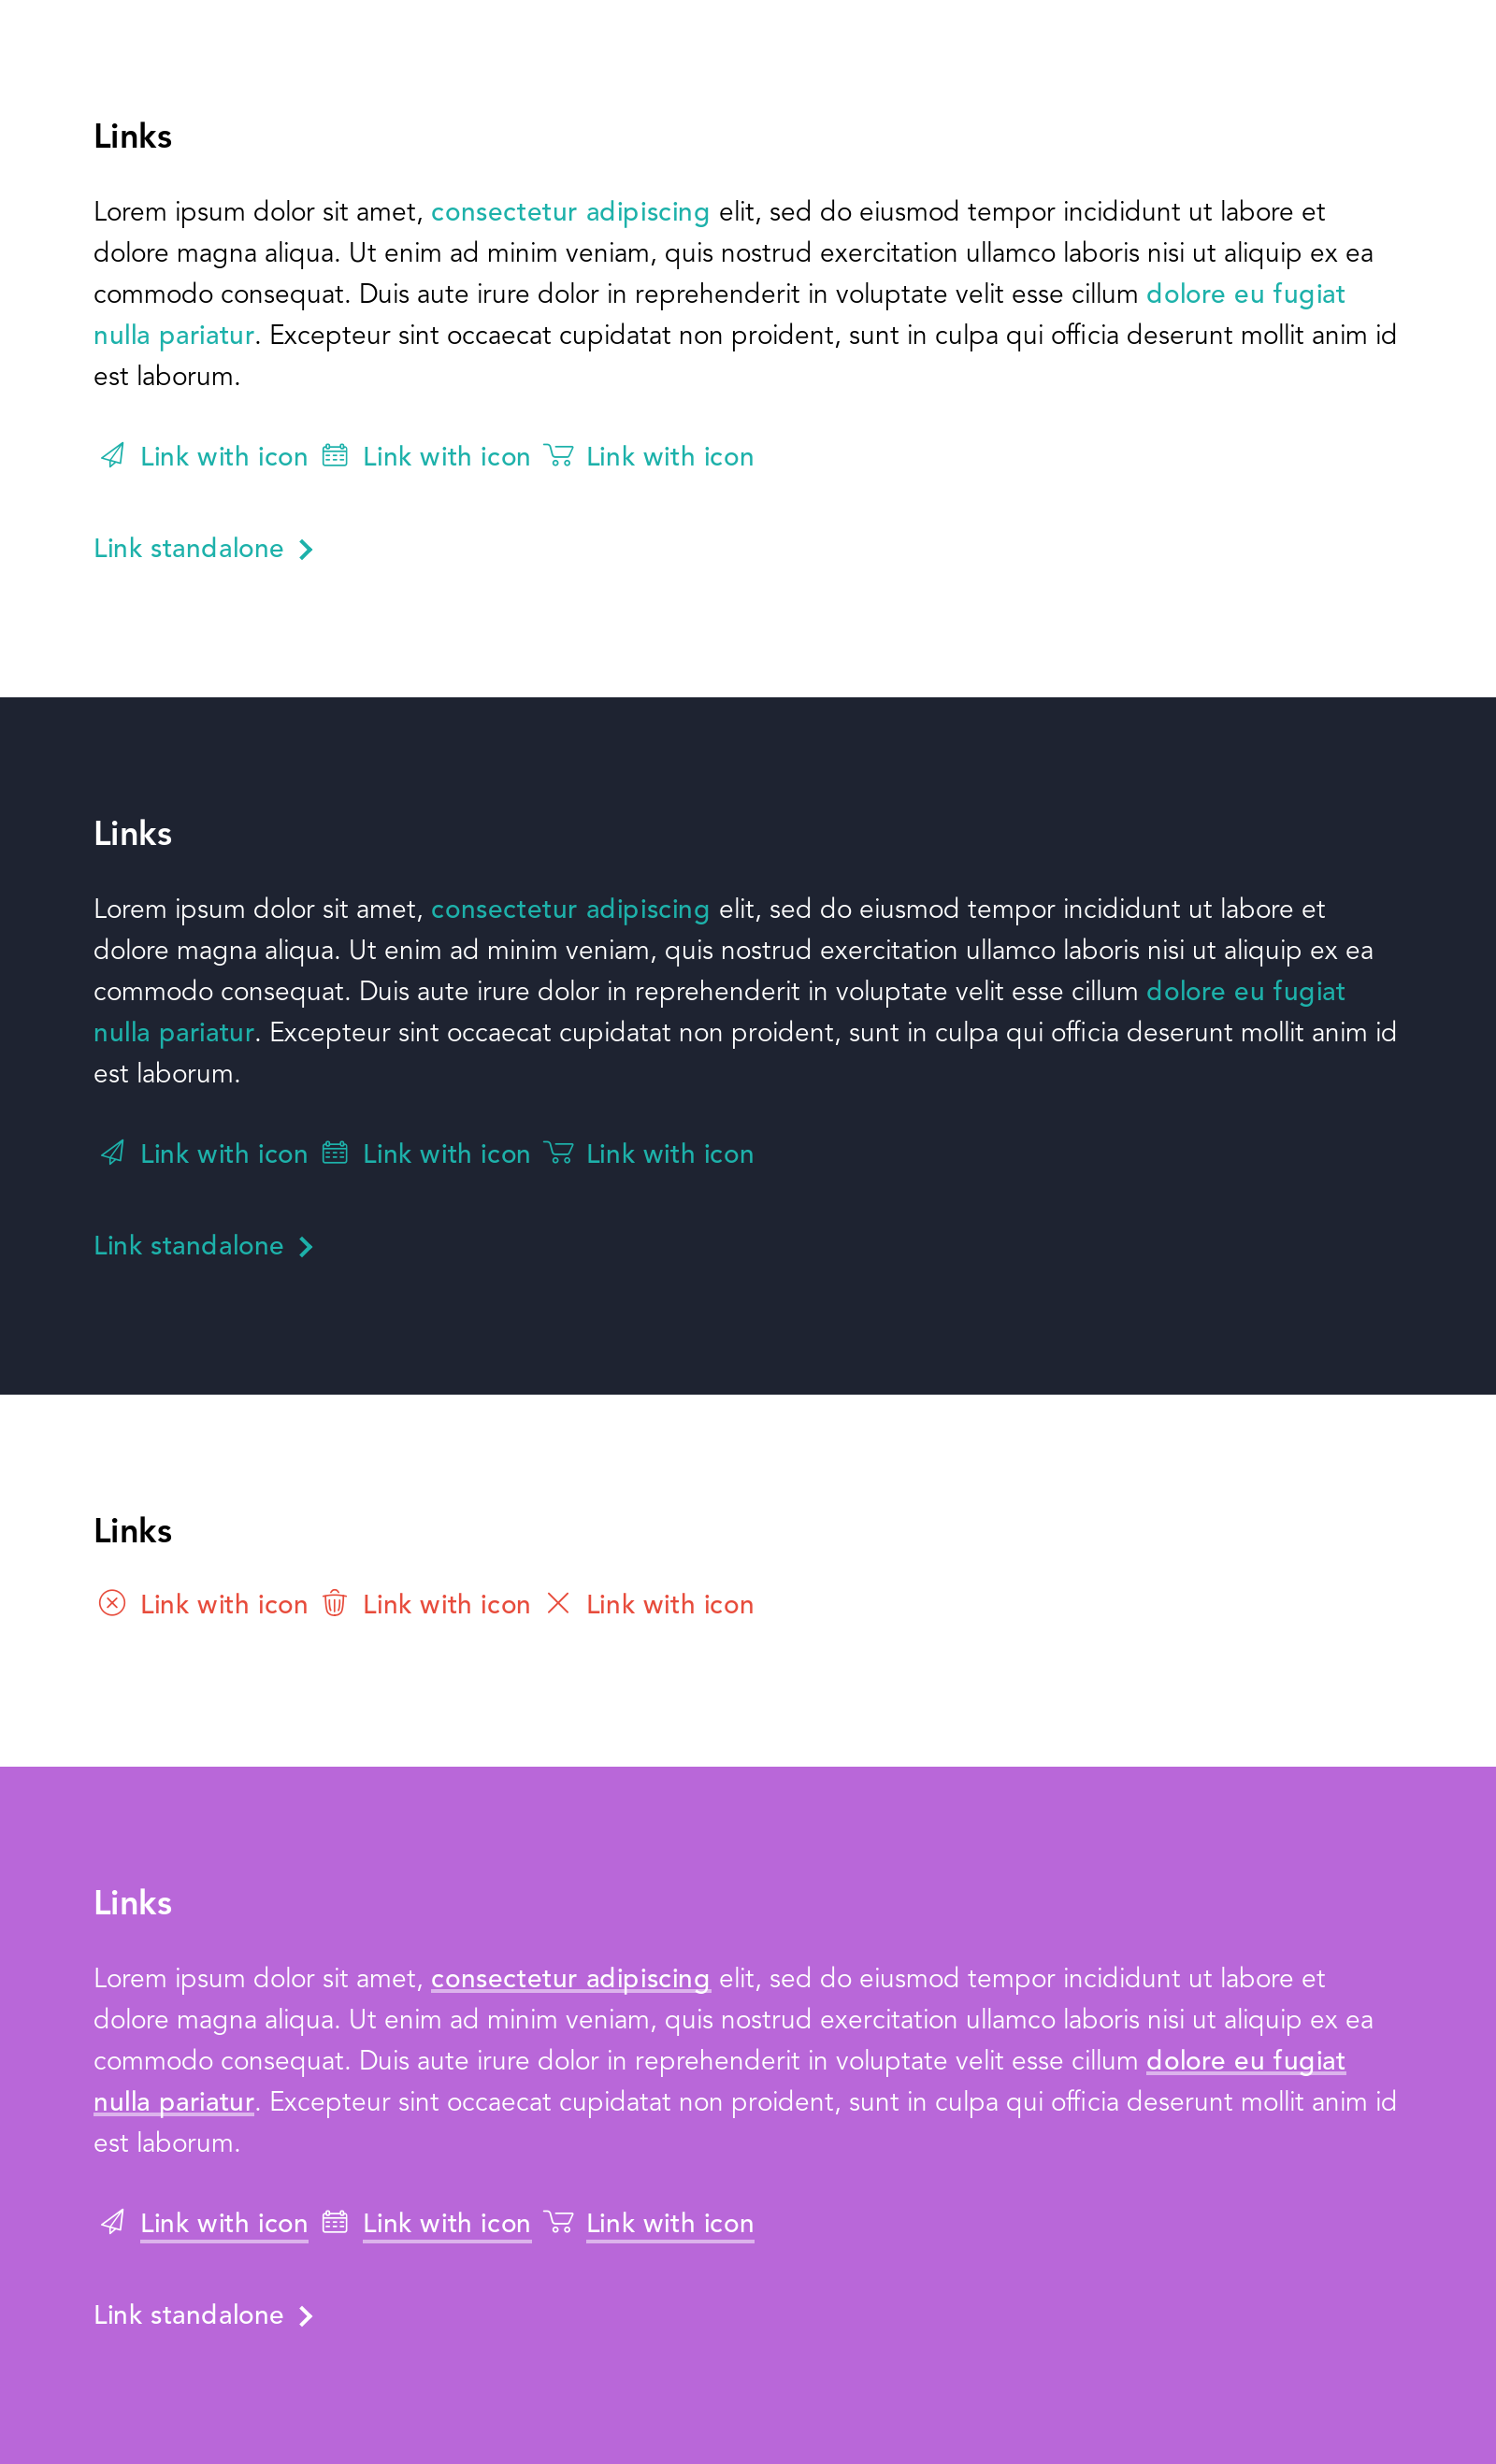 Links
Lorem ipsum dolor sit amet, consectetur adipiscing elit, sed do eiusmod tempor incididunt ut labore et
dolore magna aliqua. Ut enim ad minim veniam, quis nostrud exercitation ullamco laboris nisi ut aliquip ex ea
commodo consequat. Duis aute irure dolor in reprehenderit in voluptate velit esse cillum dolore eu fugiat
nulla pariatur. Excepteur sint occaecat cupidatat non proident, sunt in culpa qui officia deserunt mollit anim id
est laborum.
Link with icon Link with icon Link with icon
Link standalone
Links
Lorem ipsum dolor sit amet, consectetur adipiscing elit, sed do eiusmod tempor incididunt ut labore et
dolore magna aliqua. Ut enim ad minim veniam, quis nostrud exercitation ullamco laboris nisi ut aliquip ex ea
commodo consequat. Duis aute irure dolor in reprehenderit in voluptate velit esse cillum dolore eu fugiat
nulla pariatur. Excepteur sint occaecat cupidatat non proident, sunt in culpa qui officia deserunt mollit anim id
est laborum.
Link with icon Link with icon Link with icon
Link standalone
Links
Link with icon Link with icon Link with icon
Links
Lorem ipsum dolor sit amet, consectetur adipiscing elit, sed do eiusmod tempor incididunt ut labore et
dolore magna aliqua. Ut enim ad minim veniam, quis nostrud exercitation ullamco laboris nisi ut aliquip ex ea
commodo consequat. Duis aute irure dolor in reprehenderit in voluptate velit esse cillum dolore eu fugiat
nulla pariatur. Excepteur sint occaecat cupidatat non proident, sunt in culpa qui officia deserunt mollit anim id
est laborum.
Link with icon Link with icon Link with icon
Link standalone